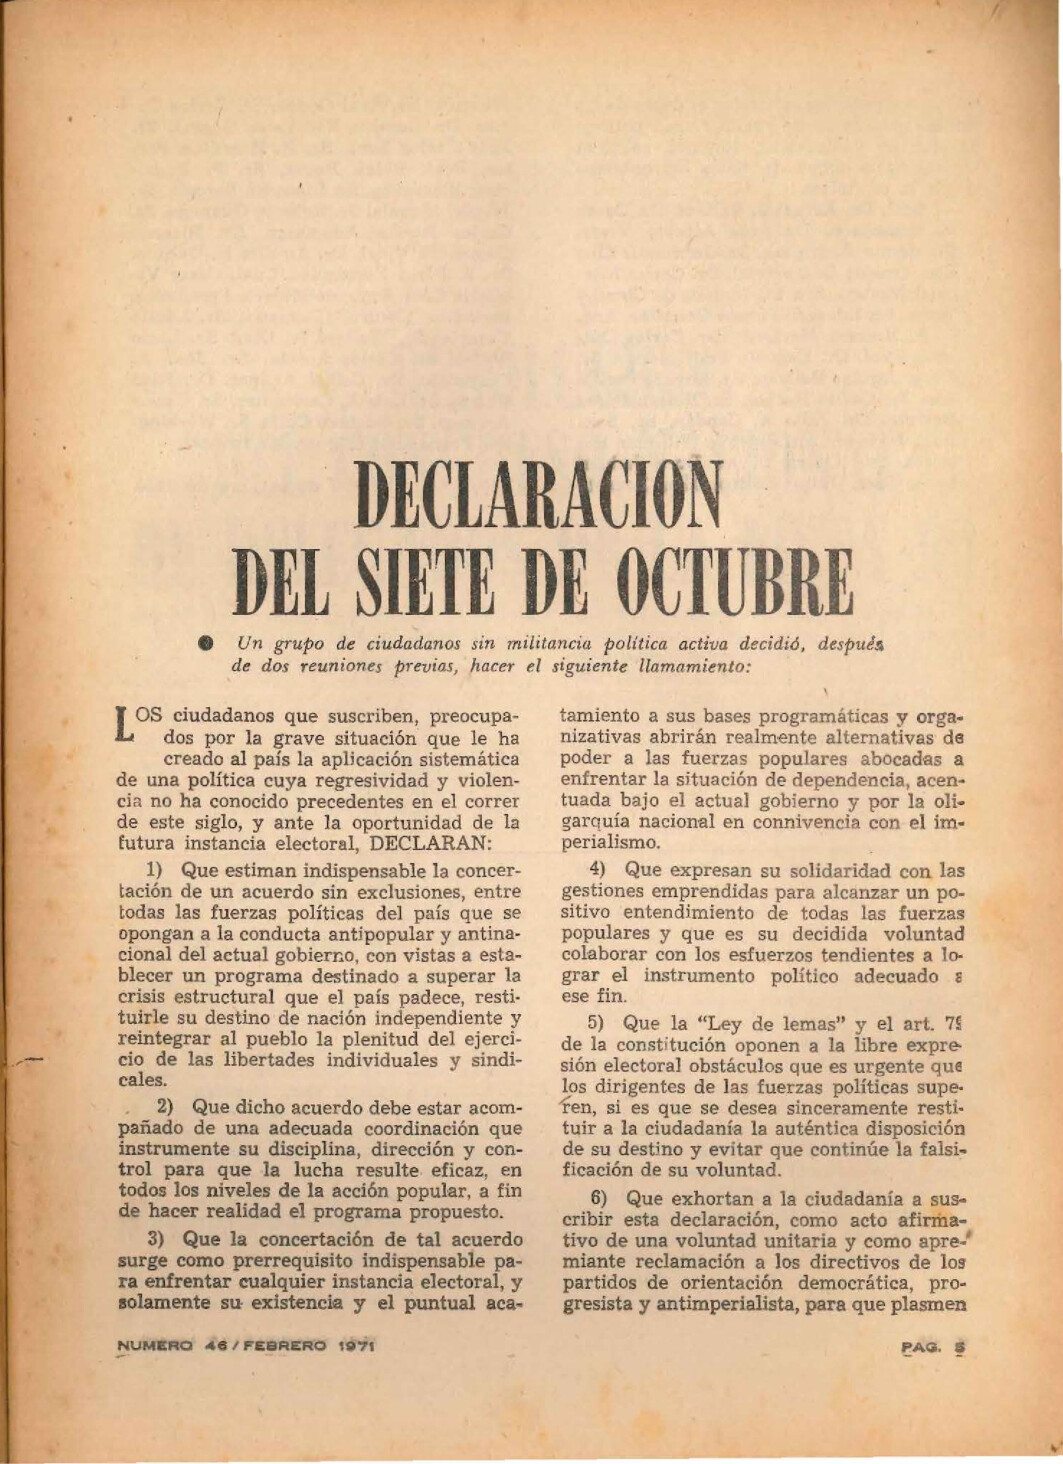 DECLARACION
DEL SIETE DE OCTUBRE
● Un grupo de ciudadanos sin militancia política activa decidió, después
de dos reuniones previas, hacer el siguiente llamamiento:
LOS ciudadanos que suscriben, preocupa-
dos por la grave situación que le ha
creado al país la aplicación sistemática
de una política cuya regresividad y violen-
cia no ha conocido precedentes en el correr
de este siglo, y ante la oportunidad de la
futura instancia electoral, DECLARAN:
1) Que estiman indispensable la concer-
tación de un acuerdo sin exclusiones, entre
todas las fuerzas políticas del país que se
opongan a la conducta antipopular y antina-
cional del actual gobierno, con vistas a esta-
blecer un programa destinado a superar la
crisis estructural que el país padece, resti-
tuirle su destino de nación independiente y
reintegrar al pueblo la plenitud del ejerci-
cio de las libertades individuales y sindi-
cales.
2) Que dicho acuerdo debe estar acom-
pañado de una adecuada coordinación que
instrumente su disciplina, dirección y con-
trol para que la lucha resulte eficaz, en
todos los niveles de la acción popular, a fin
de hacer realidad el programa propuesto.
3) Que la concertación de tal acuerdo
surge como prerrequisito indispensable pa-
ra enfrentar cualquier instancia electoral, y
solamente su existencia y el puntual aca-
tamiento a sus bases programáticas y orga-
nizativas abrirán realmente alternativas de
poder a las fuerzas populares abocadas a
enfrentar la situación de dependencia, acen-
tuada bajo el actual gobierno y por la oli-
garquía nacional en connivencia con el im-
perialismo.
4) Que expresan su solidaridad con las
gestiones emprendidas para alcanzar un po-
sitivo entendimiento de todas las fuerzas
populares y que es su decidida voluntad
colaborar con los esfuerzos tendientes a lo-
grar el instrumento político adecuado a
ese fin.
5) Que la "Ley de lemas" y el art. 79
de la constitución oponen a la libre expre-
sión electoral obstáculos que es urgente que
los dirigentes de las fuerzas políticas supe-
ren, si es que se desea sinceramente resti-
tuir a la ciudadanía la auténtica disposición
de su destino y evitar que continúe la falsi-
ficación de su voluntad.
6) Que exhortan a la ciudadanía a sus-
cribir esta declaración, como acto afirma-
tivo de una voluntad unitaria y como apre-
miante reclamación a los directivos de los
partidos de orientación democrática, pro-
gresista y antimperialista, para que plasmen
NUMERO 46 / FEBRERO 1971
PAG. 5